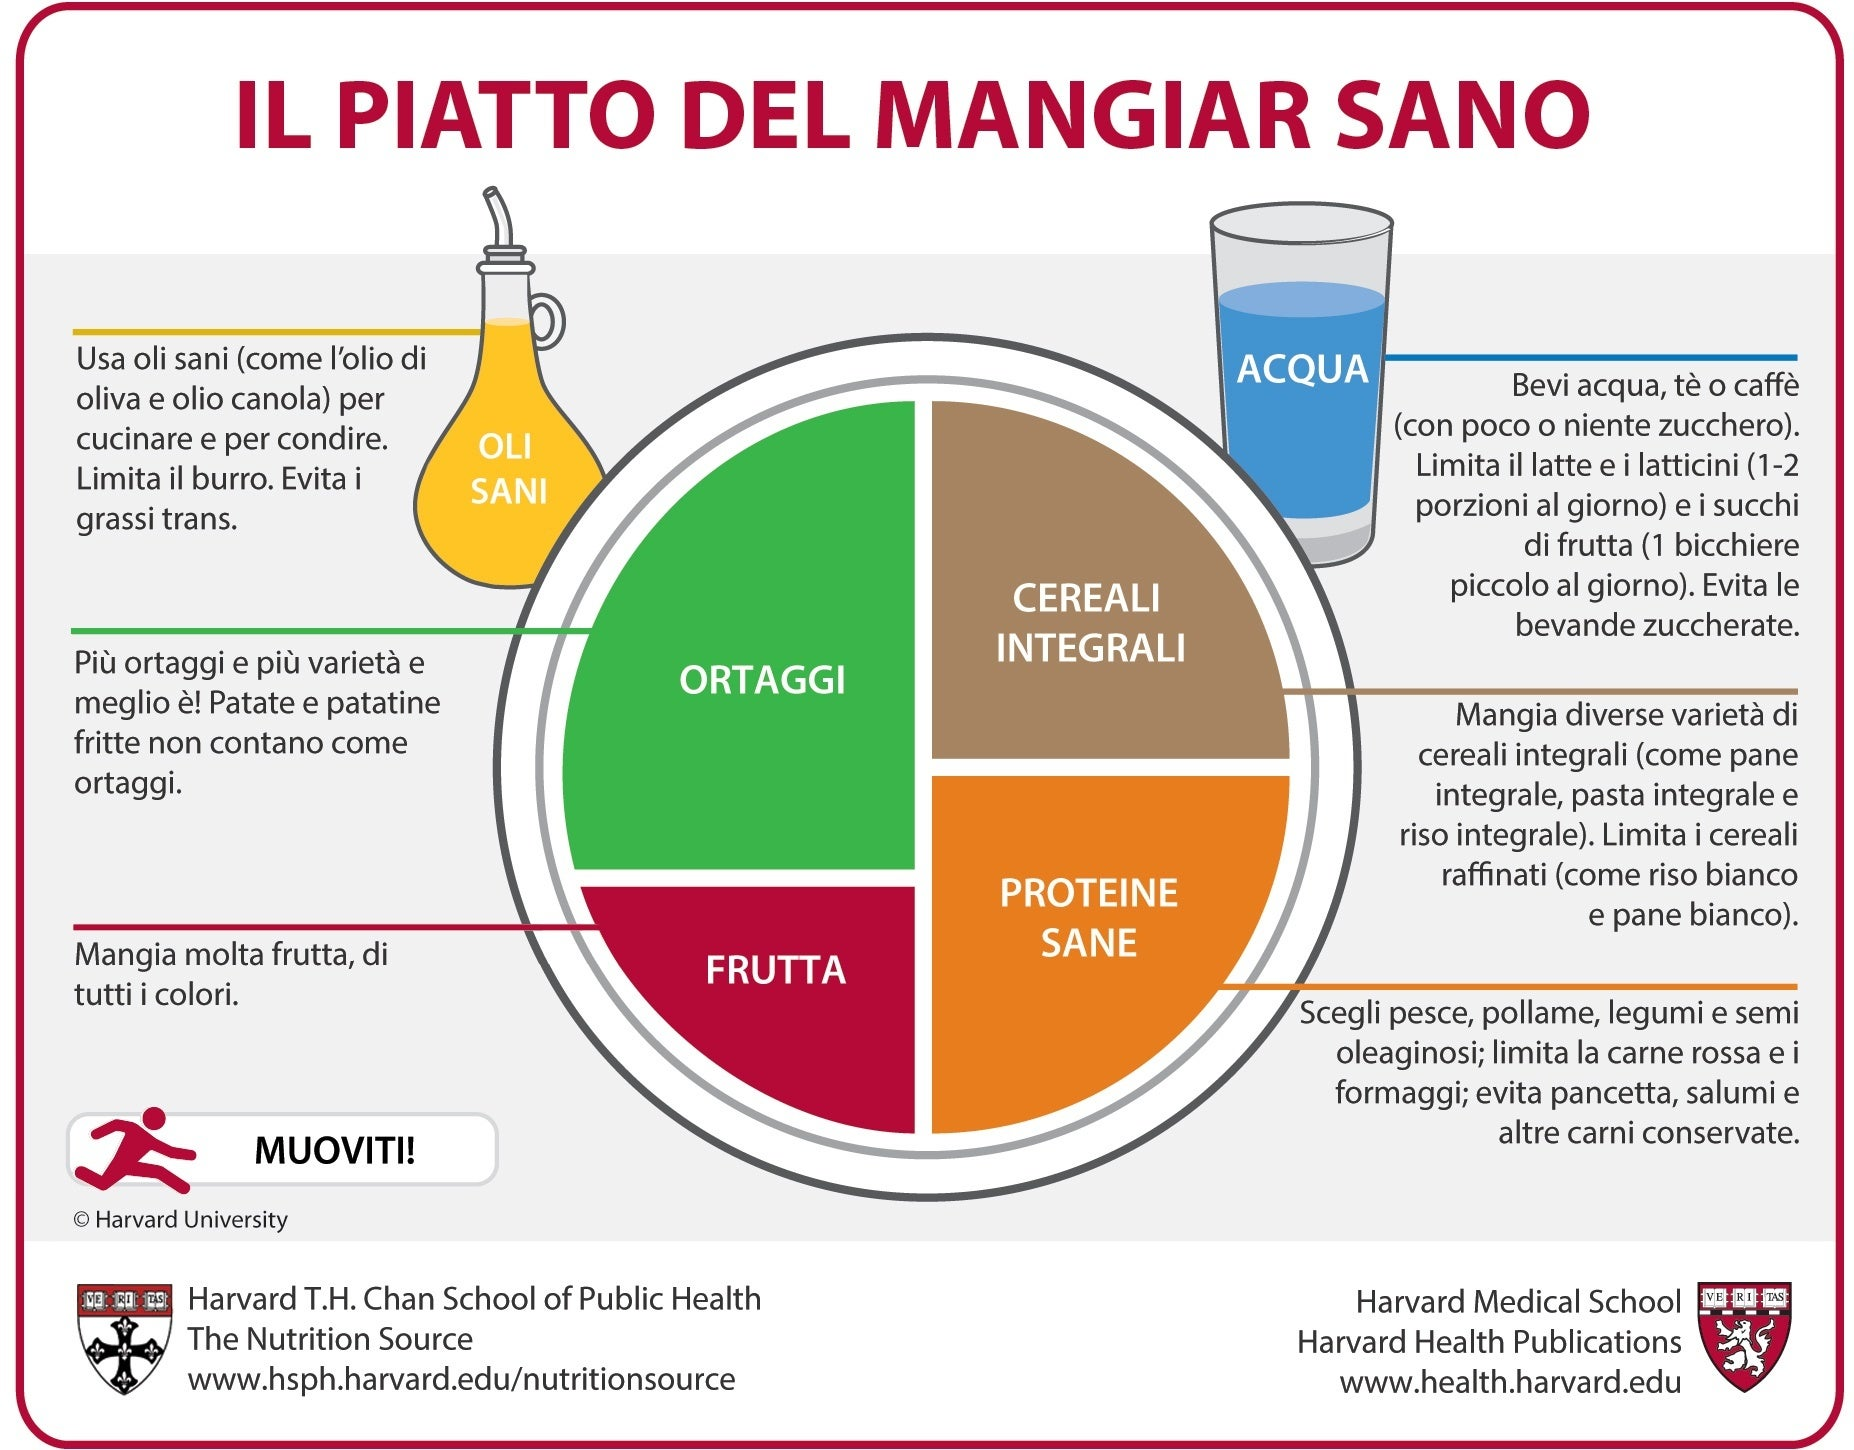 IL PIATTO DEL MANGIAR SANO
Usa oli sani (come l’olio di
oliva e olio canola) per
cucinare e per condire.
Limita il burro. Evita i
grassi trans.
OLI
SANI
ACQUA
Bevi acqua, tè o caffè
(con poco o niente zucchero).
Limita il latte e i latticini (1-2
porzioni al giorno) e i succhi
di frutta (1 bicchiere
piccolo al giorno). Evita le
bevande zuccherate.
Più ortaggi e più varietà e
meglio è! Patate e patatine
fritte non contano come
ortaggi.
ORTAGGI
CEREALI
INTEGRALI
Mangia diverse varietà di
cereali integrali (come pane
integrale, pasta integrale e
riso integrale). Limita i cereali
raffinati (come riso bianco
e pane bianco).
Mangia molta frutta, di
tutti i colori.
FRUTTA
PROTEINE
SANE
Scegli pesce, pollame, legumi e semi
oleaginosi; limita la carne rossa e i
formaggi; evita pancetta, salumi e
altre carni conservate.
MUOVITI!
© Harvard University
VE RI TAS
Harvard T.H. Chan School of Public Health
The Nutrition Source
www.hsph.harvard.edu/nutritionsource
Harvard Medical School
Harvard Health Publications
www.health.harvard.edu
VE RI TAS